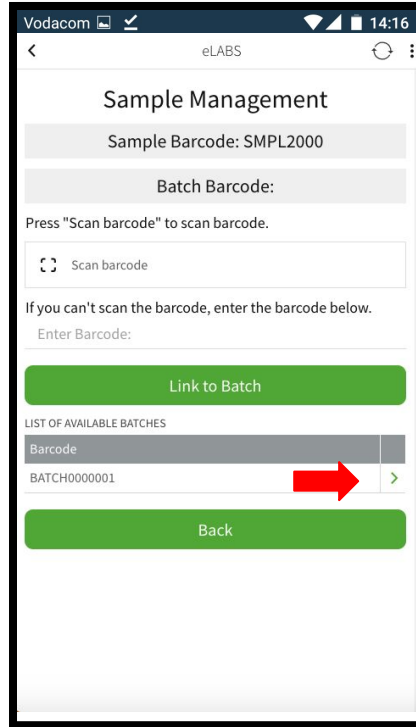 Vodacom 14:16
eLABS
Sample Management
Sample Barcode: SMPL2000
Batch Barcode:
Press "Scan barcode" to scan barcode.
Scan barcode
If you can't scan the barcode, enter the barcode below.
Enter Barcode:
Link to Batch
LIST OF AVAILABLE BATCHES
Barcode
BATCH0000001
Back